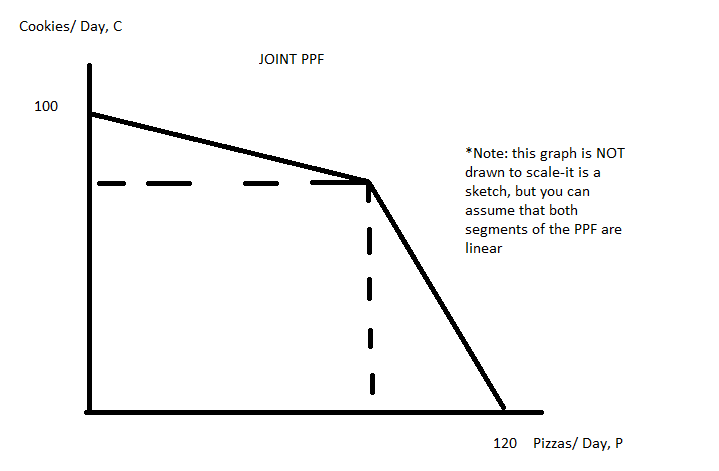 Cookies/ Day, C
JOINT PPF
100
*Note: this graph is NOT
drawn to scale-it is a
sketch, but you can
assume that both
segments of the PPF are
linear
120 Pizzas/ Day, P